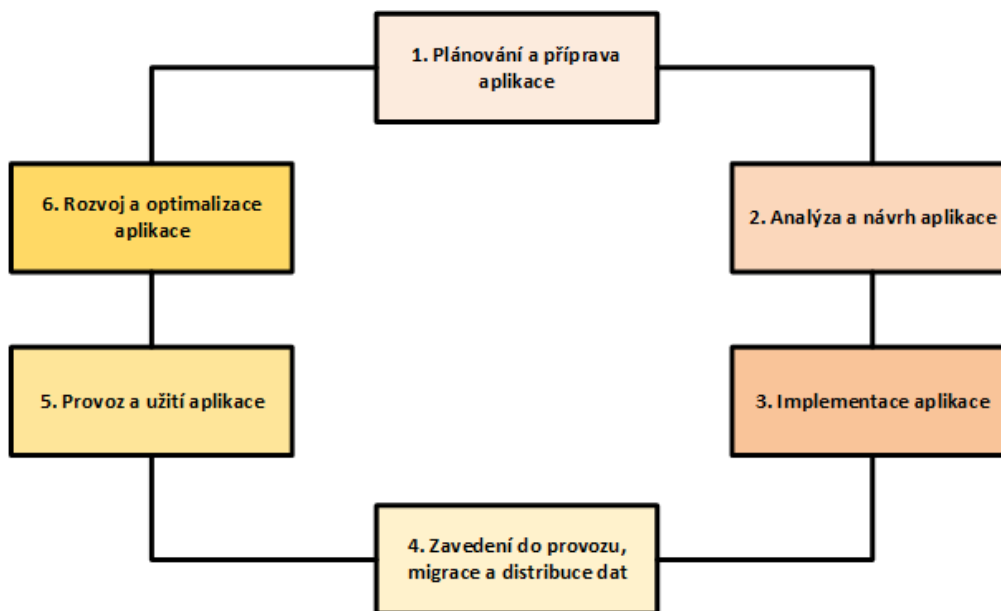 1. Plánování a příprava
aplikace
2. Analýza a návrh aplikace
3. Implementace aplikace
4. Zavedení do provozu,
migrace a distribuce dat
5. Provoz a užití aplikace
6. Rozvoj a optimalizace
aplikace